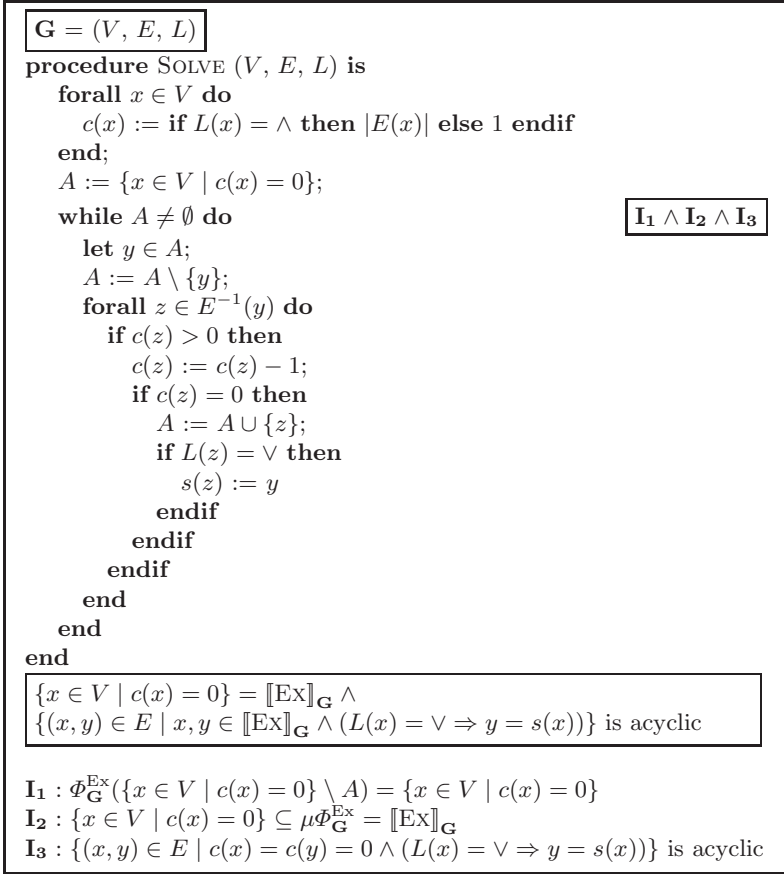 G = (V, E, L)
procedure SOLVE (V, E, L) is
forall x ∈ V do
c(x) := if L(x) = ∧ then |E(x)| else 1 endif
end;
A := {x ∈ V | c(x) = 0};
while A ≠ ∅ do I₁ ∧ I₂ ∧ I₃
let y ∈ A;
A := A \ {y};
forall z ∈ E⁻¹(y) do
if c(z) > 0 then
c(z) := c(z) − 1;
if c(z) = 0 then
A := A ∪ {z};
if L(z) = ∨ then
s(z) := y
endif
endif
endif
end
end
end
{x ∈ V | c(x) = 0} = ⟦EX⟧_G ∧
{(x, y) ∈ E | x, y ∈ ⟦EX⟧_G ∧ (L(x) = ∨ ⇒ y = s(x))} is acyclic
I₁ : Φ_G^EX({x ∈ V | c(x) = 0} \ A) = {x ∈ V | c(x) = 0}
I₂ : {x ∈ V | c(x) = 0} ⊆ μΦ_G^EX = ⟦EX⟧_G
I₃ : {(x, y) ∈ E | c(x) = c(y) = 0 ∧ (L(x) = ∨ ⇒ y = s(x))} is acyclic